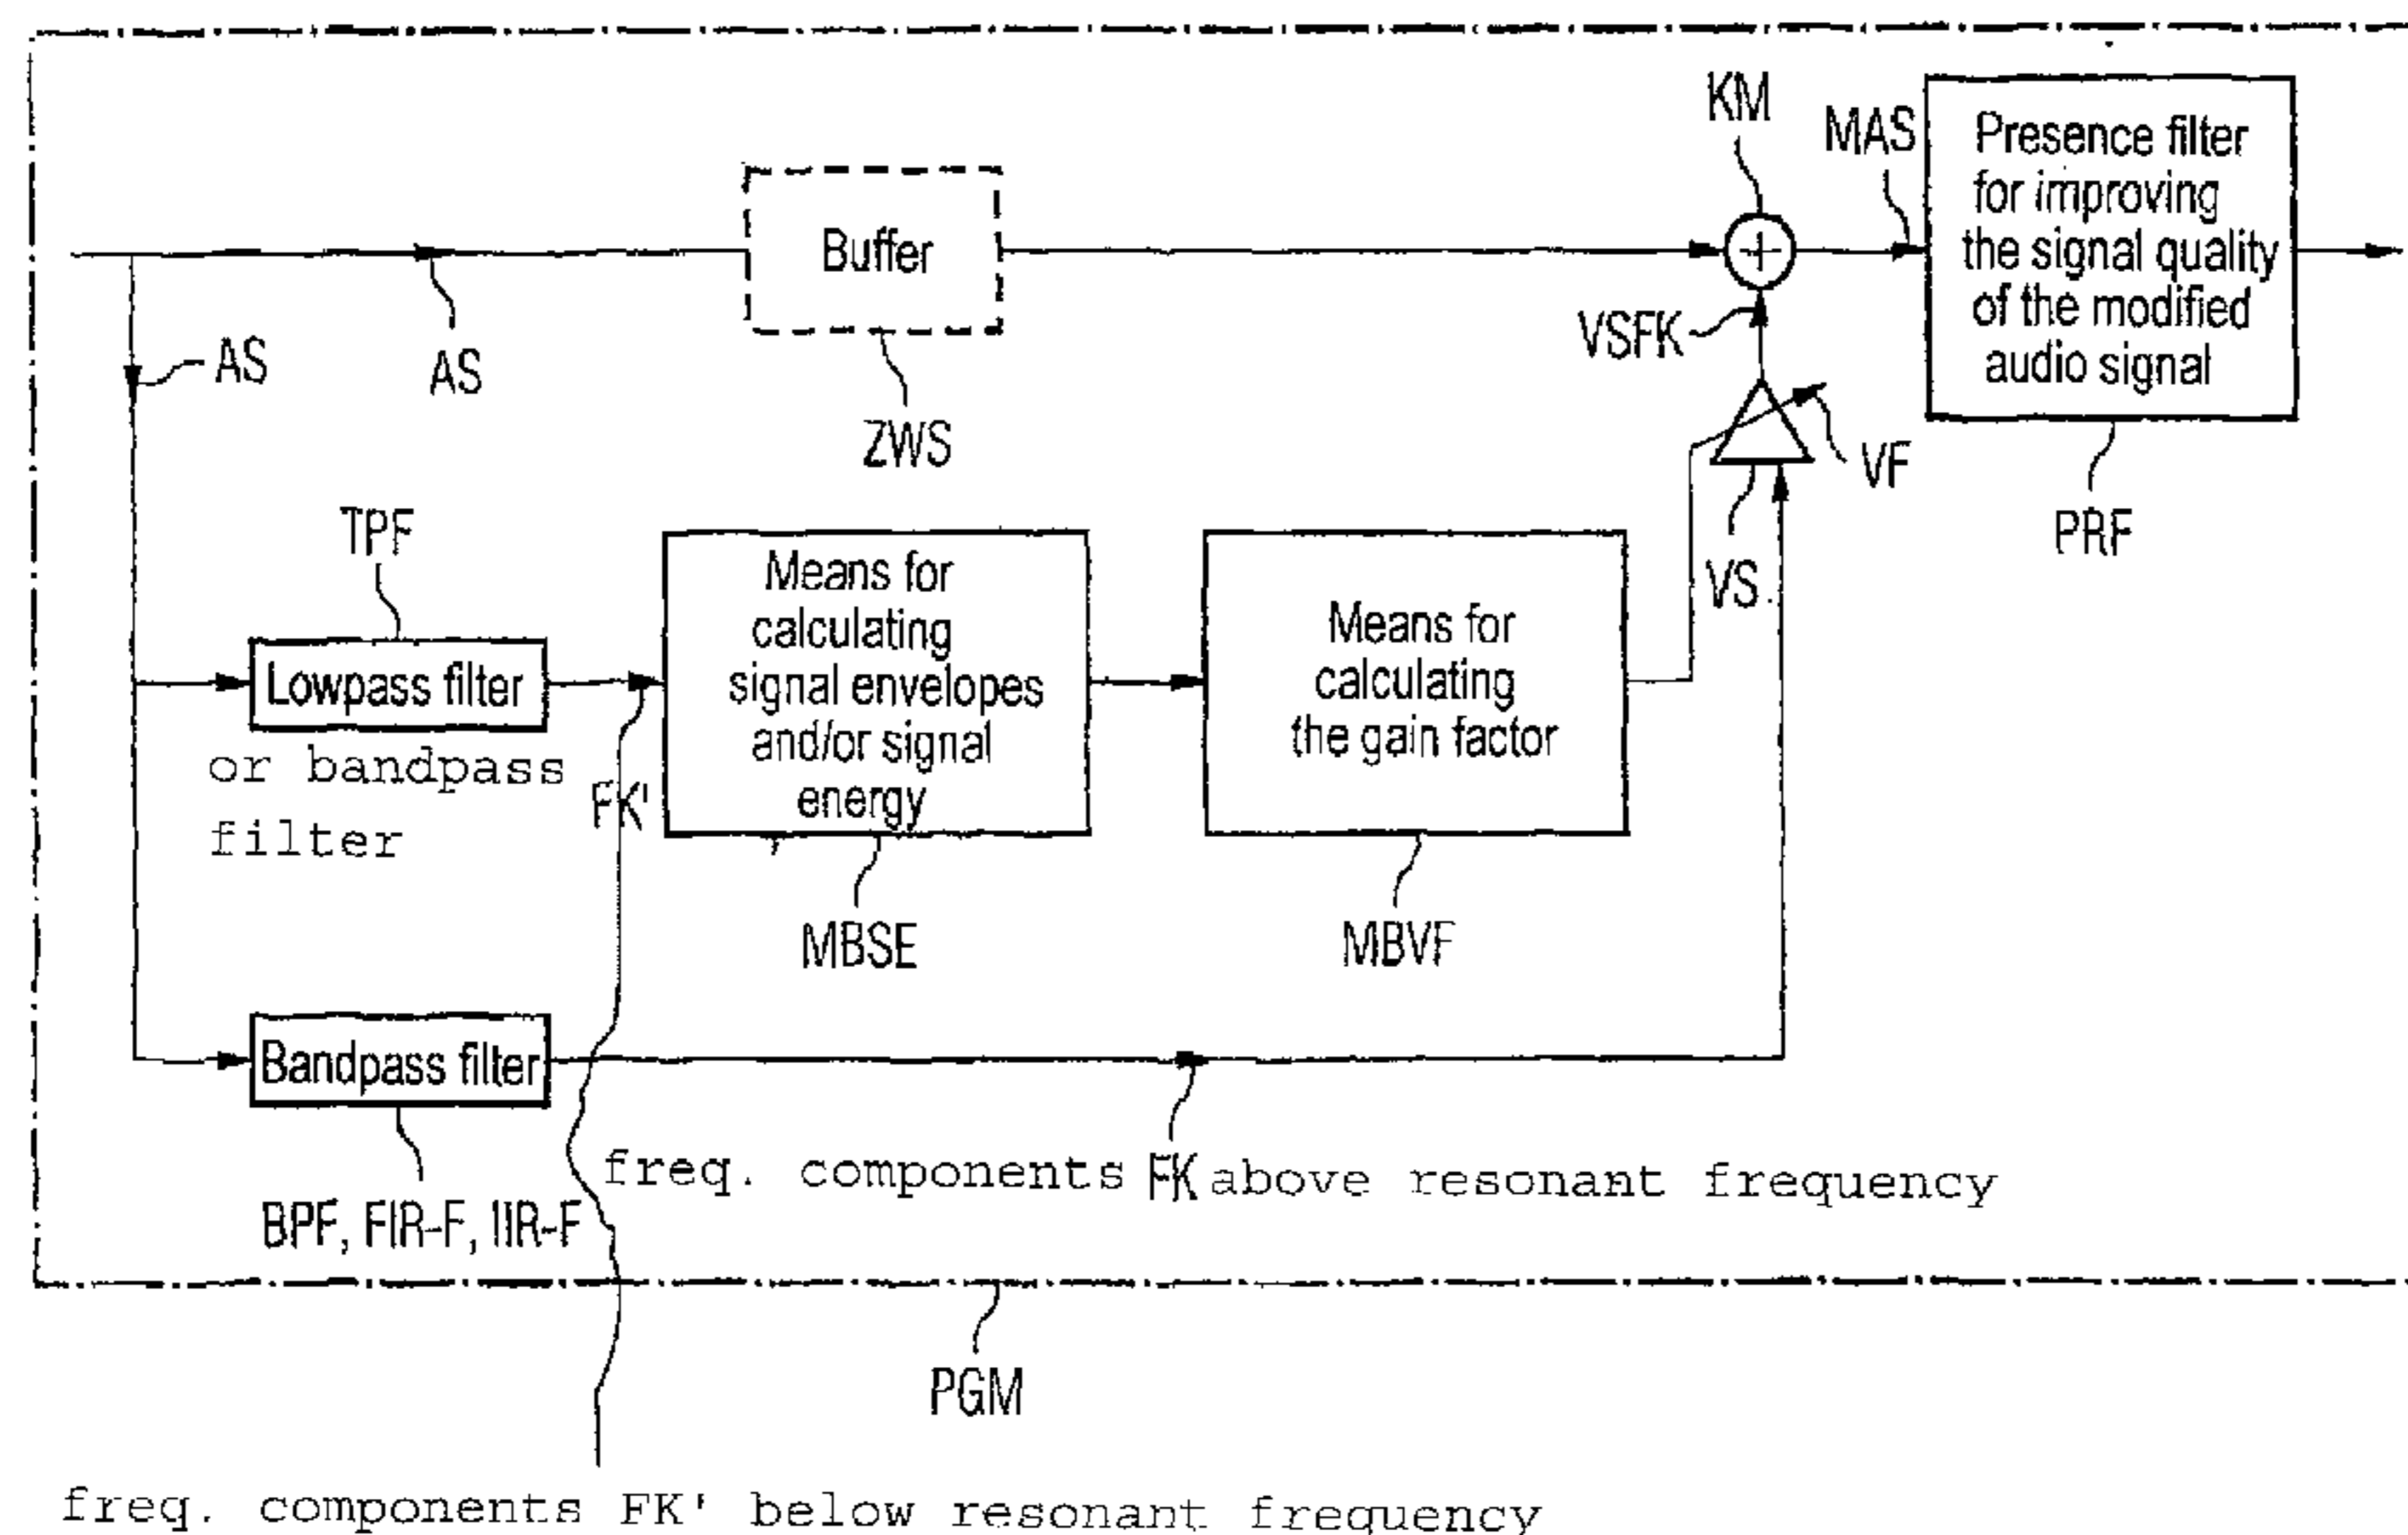 KM
MAS
Presence filter
for improving
the signal quality
of the modified
audio signal
Buffer
AS
AS
ZWS
VSFK
VF
VS
PRF
TPF
Lowpass filter
or bandpass
filter
FK'
Means for
calculating
signal envelopes
and/or signal
energy
MBSE
Means for
calculating
the gain factor
MBVF
Bandpass filter
BPF, FIR-F, IIR-F
freq. components FK above resonant frequency
PGM
freq. components FK' below resonant frequency